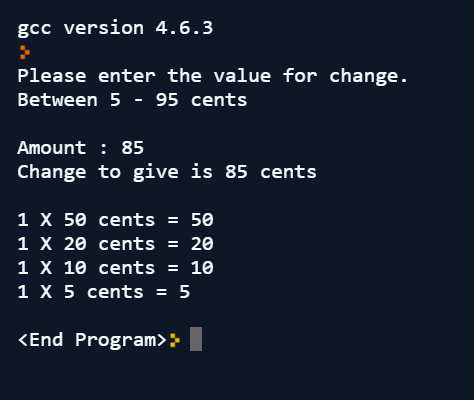 gcc version 4.6.3
Please enter the value for change.
Between 5 - 95 cents
Amount : 85
Change to give is 85 cents
1 X 50 cents = 50
1 X 20 cents = 20
1 X 10 cents = 10
1 X 5 cents = 5
<End Program>